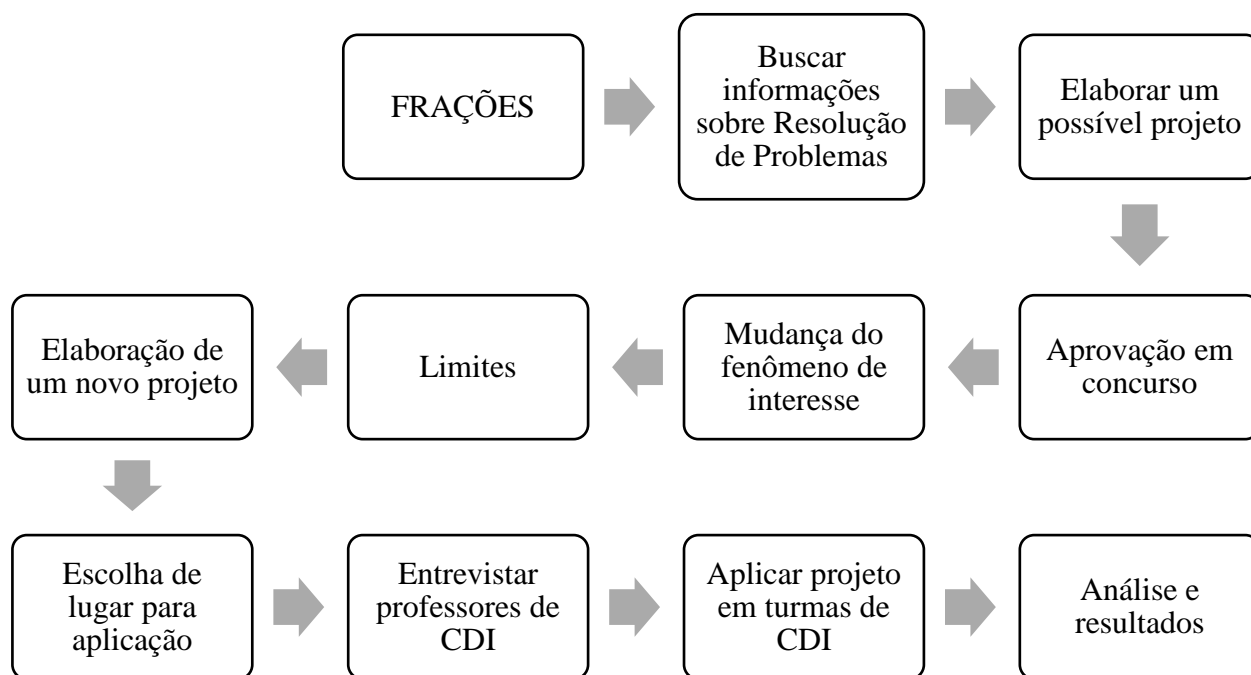 FRAÇÕES
Buscar
informações
sobre Resolução
de Problemas
Elaborar um
possível projeto
Aprovação em
concurso
Mudança do
fenômeno de
interesse
Limites
Elaboração de
um novo projeto
Escolha de
lugar para
aplicação
Entrevistar
professores de
CDI
Aplicar projeto
em turmas de
CDI
Análise e
resultados